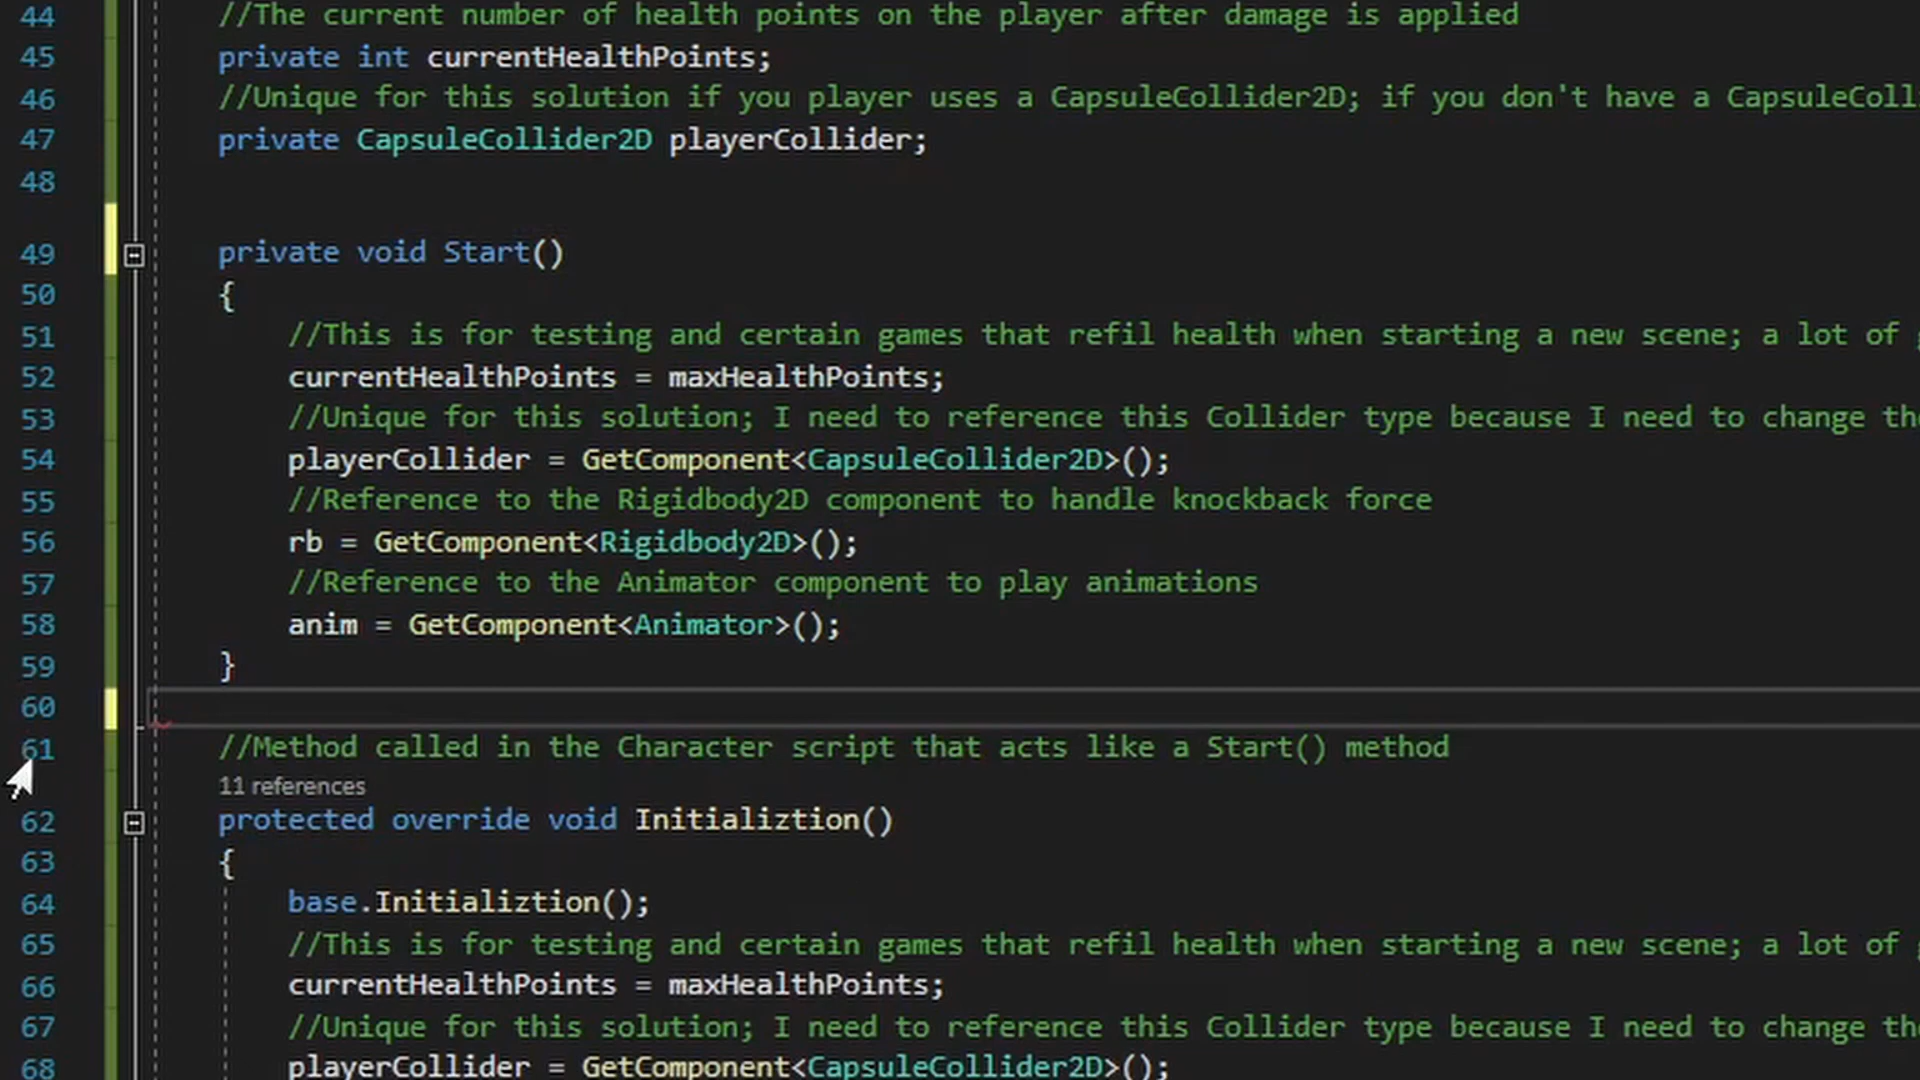 44 //The current number of health points on the player after damage is applied
45 private int currentHealthPoints;
46 //Unique for this solution if you player uses a CapsuleCollider2D; if you don't have a CapsuleColl
47 private CapsuleCollider2D playerCollider;
48
49 private void Start()
50 {
51 //This is for testing and certain games that refil health when starting a new scene; a lot of
52 currentHealthPoints = maxHealthPoints;
53 //Unique for this solution; I need to reference this Collider type because I need to change the
54 playerCollider = GetComponent<CapsuleCollider2D>();
55 //Reference to the Rigidbody2D component to handle knockback force
56 rb = GetComponent<Rigidbody2D>();
57 //Reference to the Animator component to play animations
58 anim = GetComponent<Animator>();
59 }
60
61 //Method called in the Character script that acts like a Start() method
11 references
62 protected override void Initializtion()
63 {
64 base.Initializtion();
65 //This is for testing and certain games that refil health when starting a new scene; a lot of
66 currentHealthPoints = maxHealthPoints;
67 //Unique for this solution; I need to reference this Collider type because I need to change the
68 playerCollider = GetComponent<CapsuleCollider2D>();